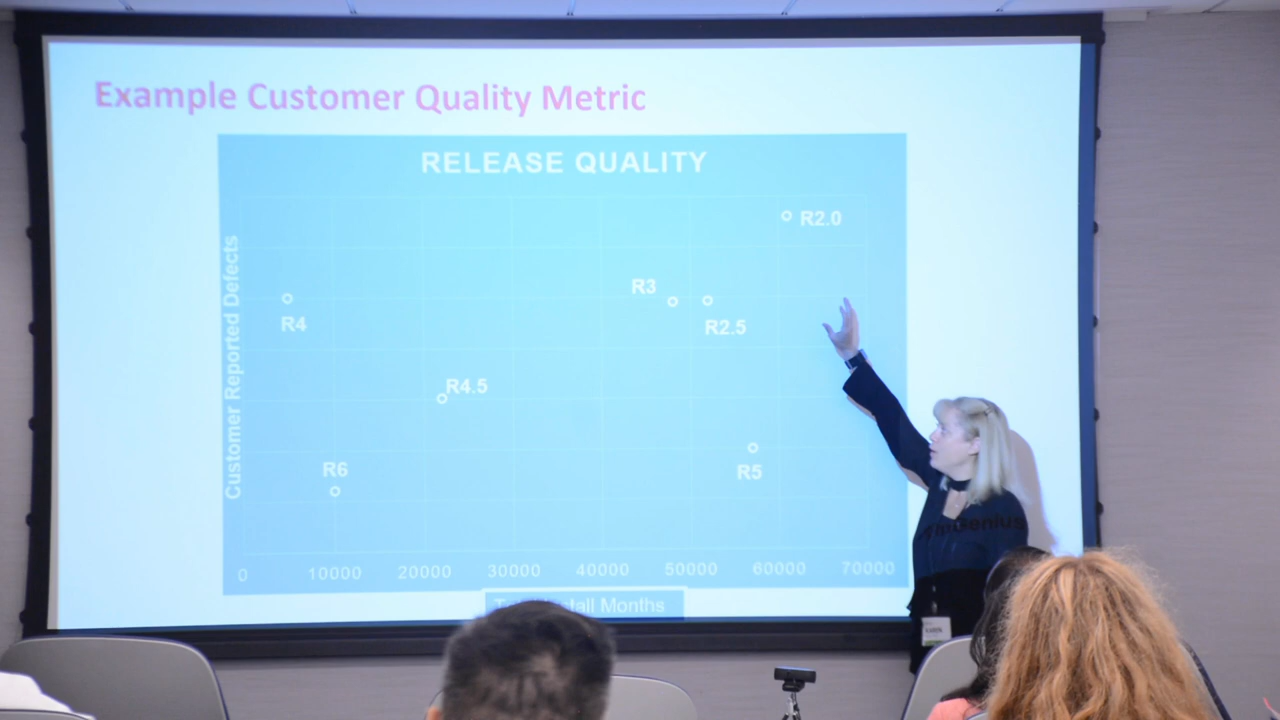 Example Customer Quality Metric
RELEASE QUALITY
R2.0
R3
R2.5
R4
R4.5
R6
R5
Customer Reported Defects
0 10000 20000 30000 40000 50000 60000 70000
Months